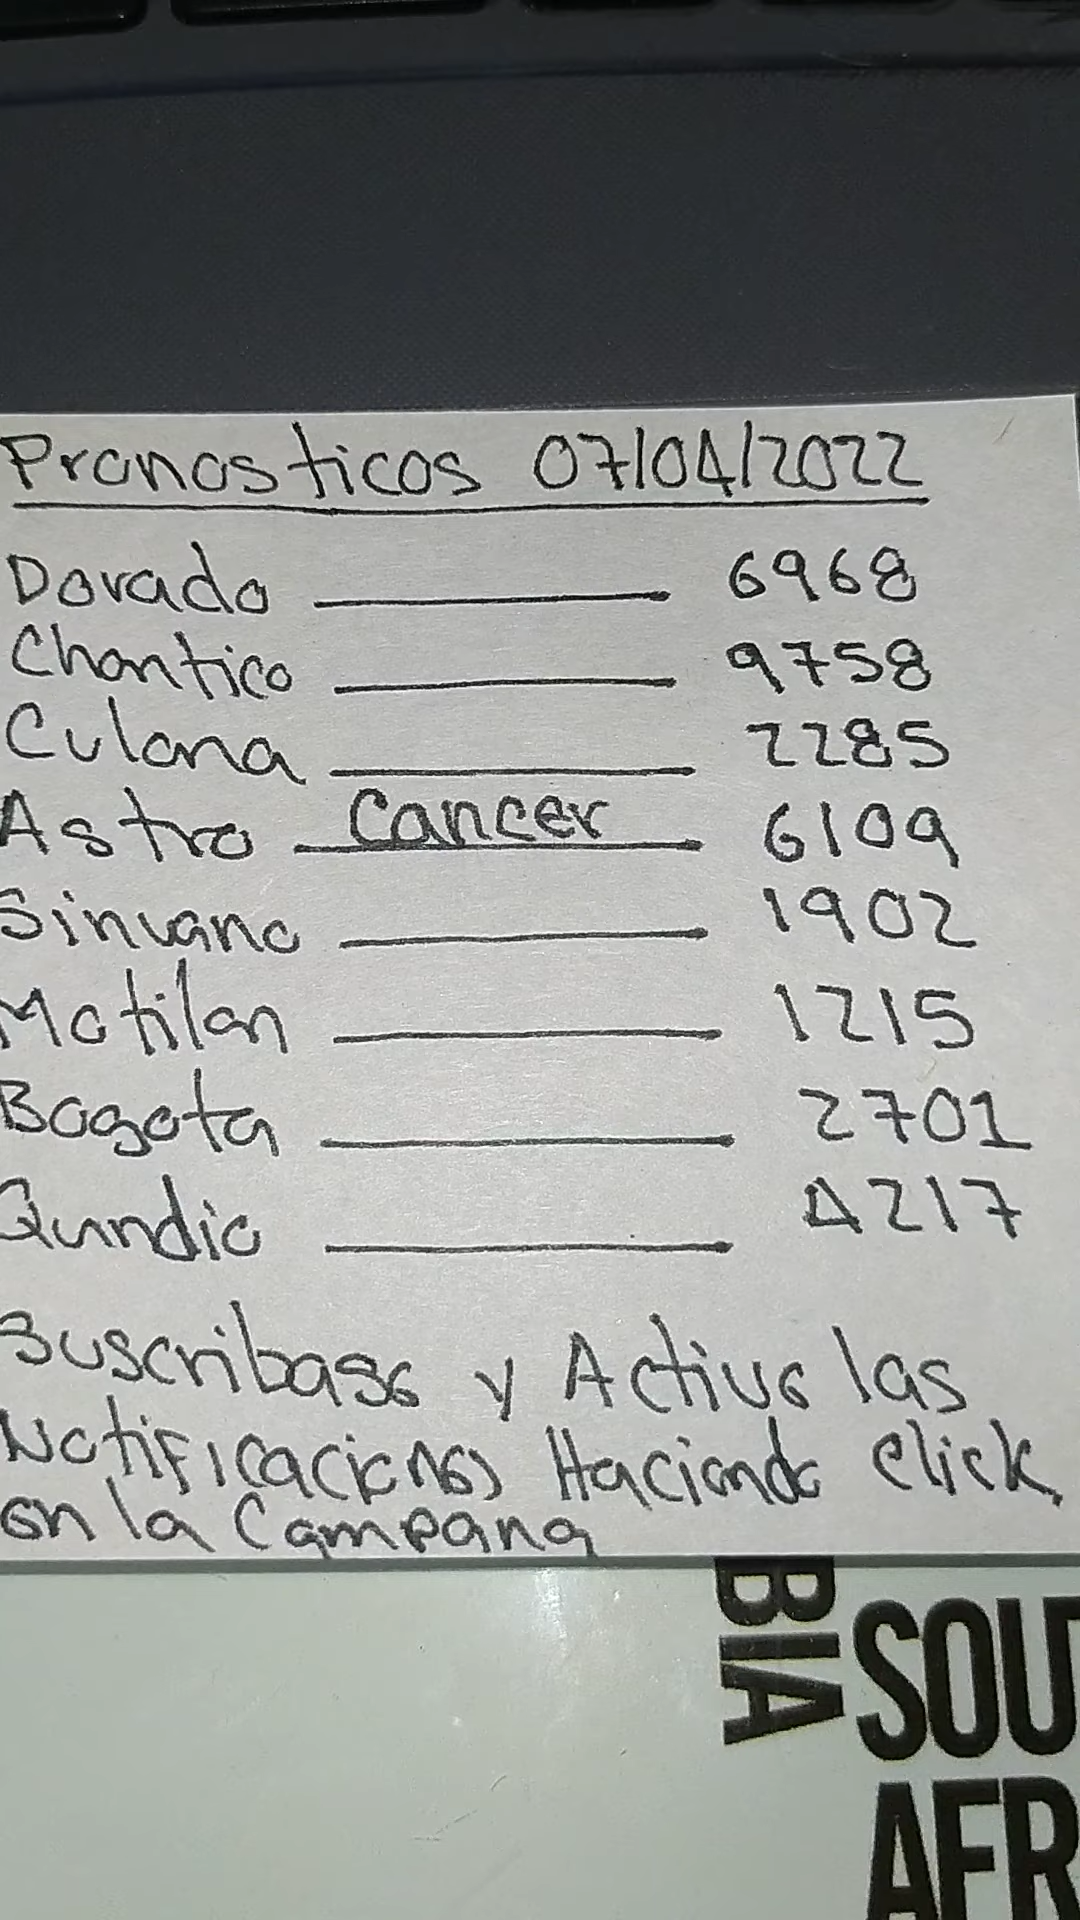 Pronosticos 07/04/2022
Dorado 6968
Chontico 9758
Culona 2285
Astro Cancer 6109
Sinuano 1902
Motilon 1215
Bogota 2701
Quindio 4217
Suscribase y Active las
Notificaciones Haciendo click
en la Campana
BIA
SOU
AFR